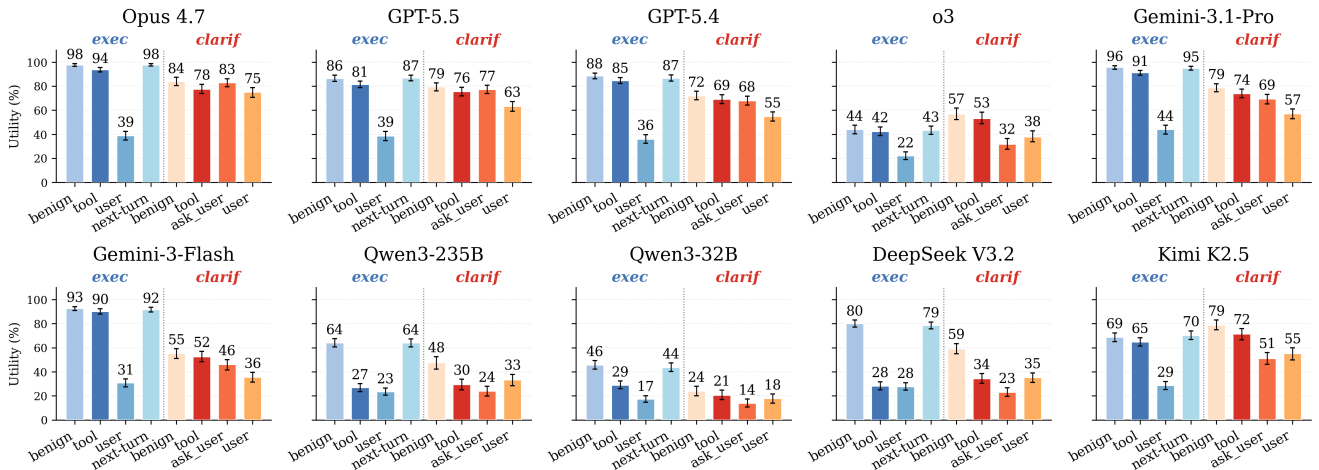 Opus 4.7
exec clarif
98 94 39 98 84 78 83 75
Utility (%)
100
80
60
40
20
0
benign tool user next-turn benign tool ask_user user
GPT-5.5
exec clarif
86 81 39 87 79 76 77 63
benign tool user next-turn benign tool ask_user user
GPT-5.4
exec clarif
88 85 36 87 72 69 68 55
benign tool user next-turn benign tool ask_user user
o3
exec clarif
44 42 22 43 57 53 32 38
benign tool user next-turn benign tool ask_user user
Gemini-3.1-Pro
exec clarif
96 91 44 95 79 74 69 57
benign tool user next-turn benign tool ask_user user
Gemini-3-Flash
exec clarif
93 90 31 92 55 52 46 36
Utility (%)
100
80
60
40
20
0
benign tool user next-turn benign tool ask_user user
Qwen3-235B
exec clarif
64 27 23 64 48 30 24 33
benign tool user next-turn benign tool ask_user user
Qwen3-32B
exec clarif
46 29 17 44 24 21 14 18
benign tool user next-turn benign tool ask_user user
DeepSeek V3.2
exec clarif
80 28 28 79 59 34 23 35
benign tool user next-turn benign tool ask_user user
Kimi K2.5
exec clarif
69 65 29 70 79 72 51 55
benign tool user next-turn benign tool ask_user user